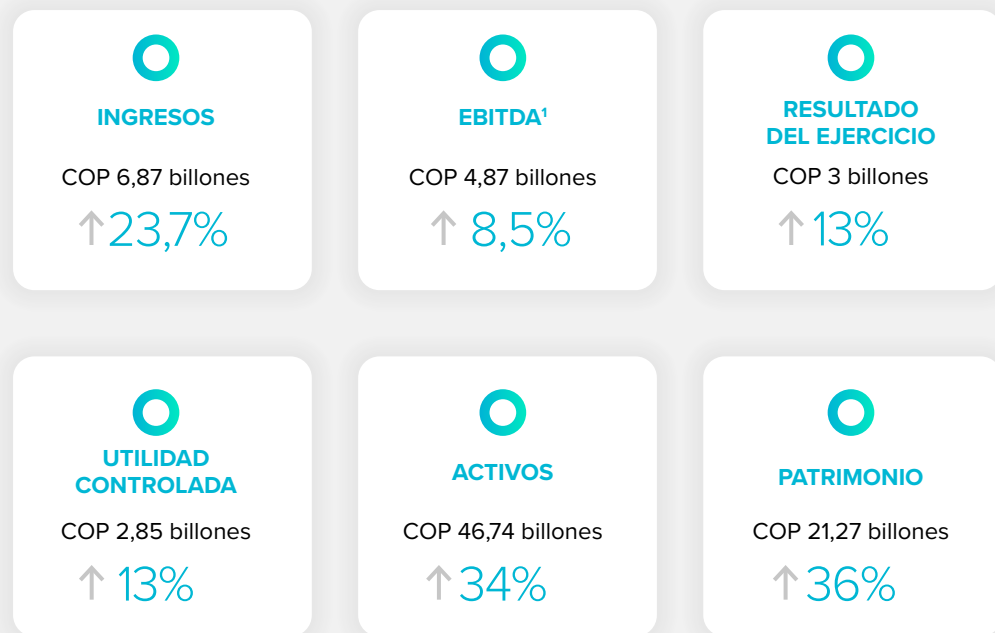 INGRESOS
COP 6,87 billones
↑23,7%
EBITDA¹
COP 4,87 billones
↑ 8,5%
RESULTADO
DEL EJERCICIO
COP 3 billones
↑ 13%
UTILIDAD
CONTROLADA
COP 2,85 billones
↑ 13%
ACTIVOS
COP 46,74 billones
↑ 34%
PATRIMONIO
COP 21,27 billones
↑ 36%